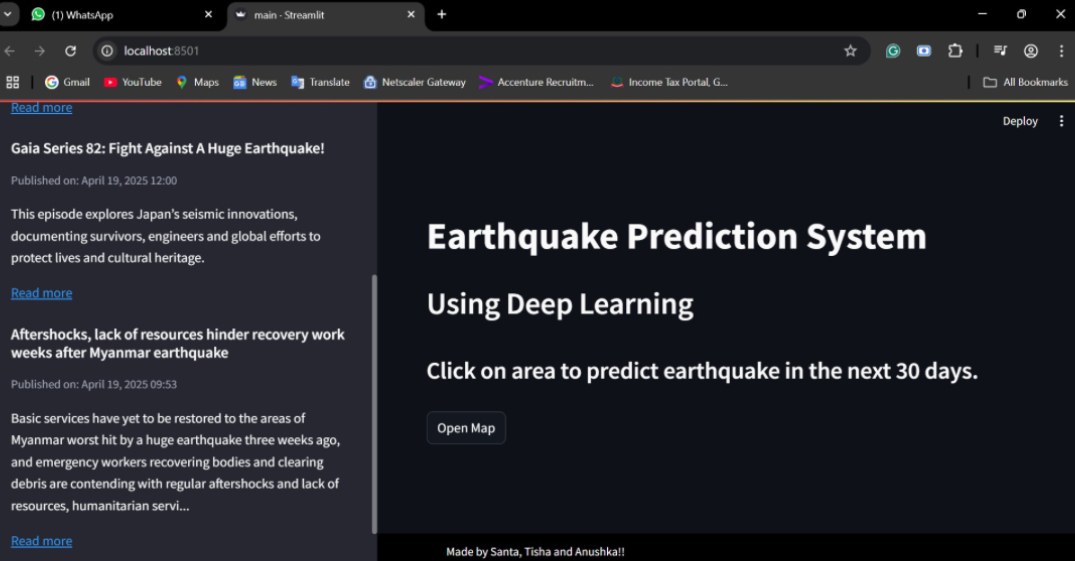 (1) WhatsApp
main - Streamlit
localhost:8501
Gmail
YouTube
Maps
News
Translate
Netscaler Gateway
Accenture Recruitm...
Income Tax Portal, G...
All Bookmarks
Read more
Gaia Series 82: Fight Against A Huge Earthquake!
Published on: April 19, 2025 12:00
This episode explores Japan's seismic innovations,
documenting survivors, engineers and global efforts to
protect lives and cultural heritage.
Read more
Aftershocks, lack of resources hinder recovery work
weeks after Myanmar earthquake
Published on: April 19, 2025 09:53
Basic services have yet to be restored to the areas of
Myanmar worst hit by a huge earthquake three weeks ago,
and emergency workers recovering bodies and clearing
debris are contending with regular aftershocks and lack of
resources, humanitarian servi...
Read more
Deploy
Earthquake Prediction System
Using Deep Learning
Click on area to predict earthquake in the next 30 days.
Open Map
Made by Santa, Tisha and Anushka!!